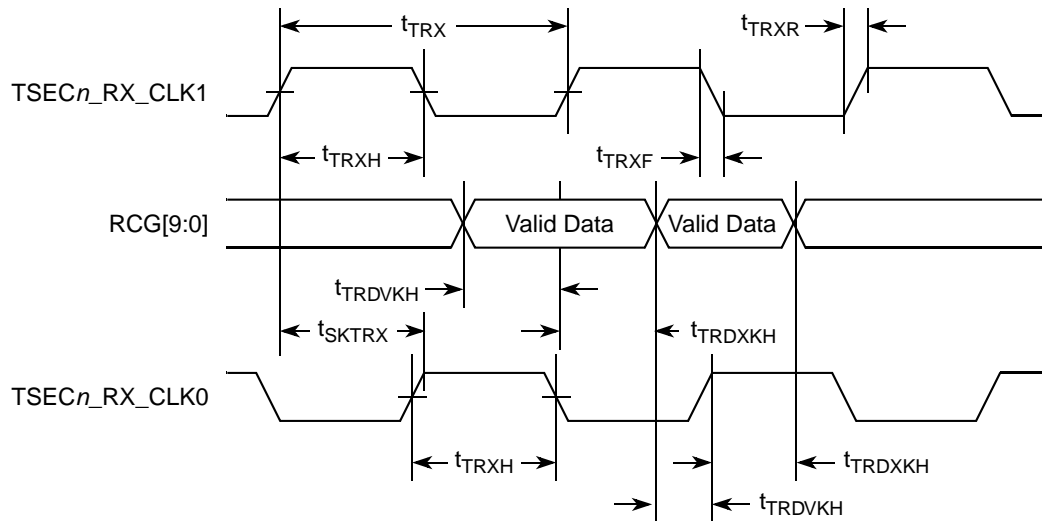 tTRX
tTRXR
TSECn_RX_CLK1
tTRXH
tTRXF
RCG[9:0]
Valid Data
Valid Data
tTRDVKH
tSKTRX
tTRDXKH
TSECn_RX_CLK0
tTRXH
tTRDXKH
tTRDVKH